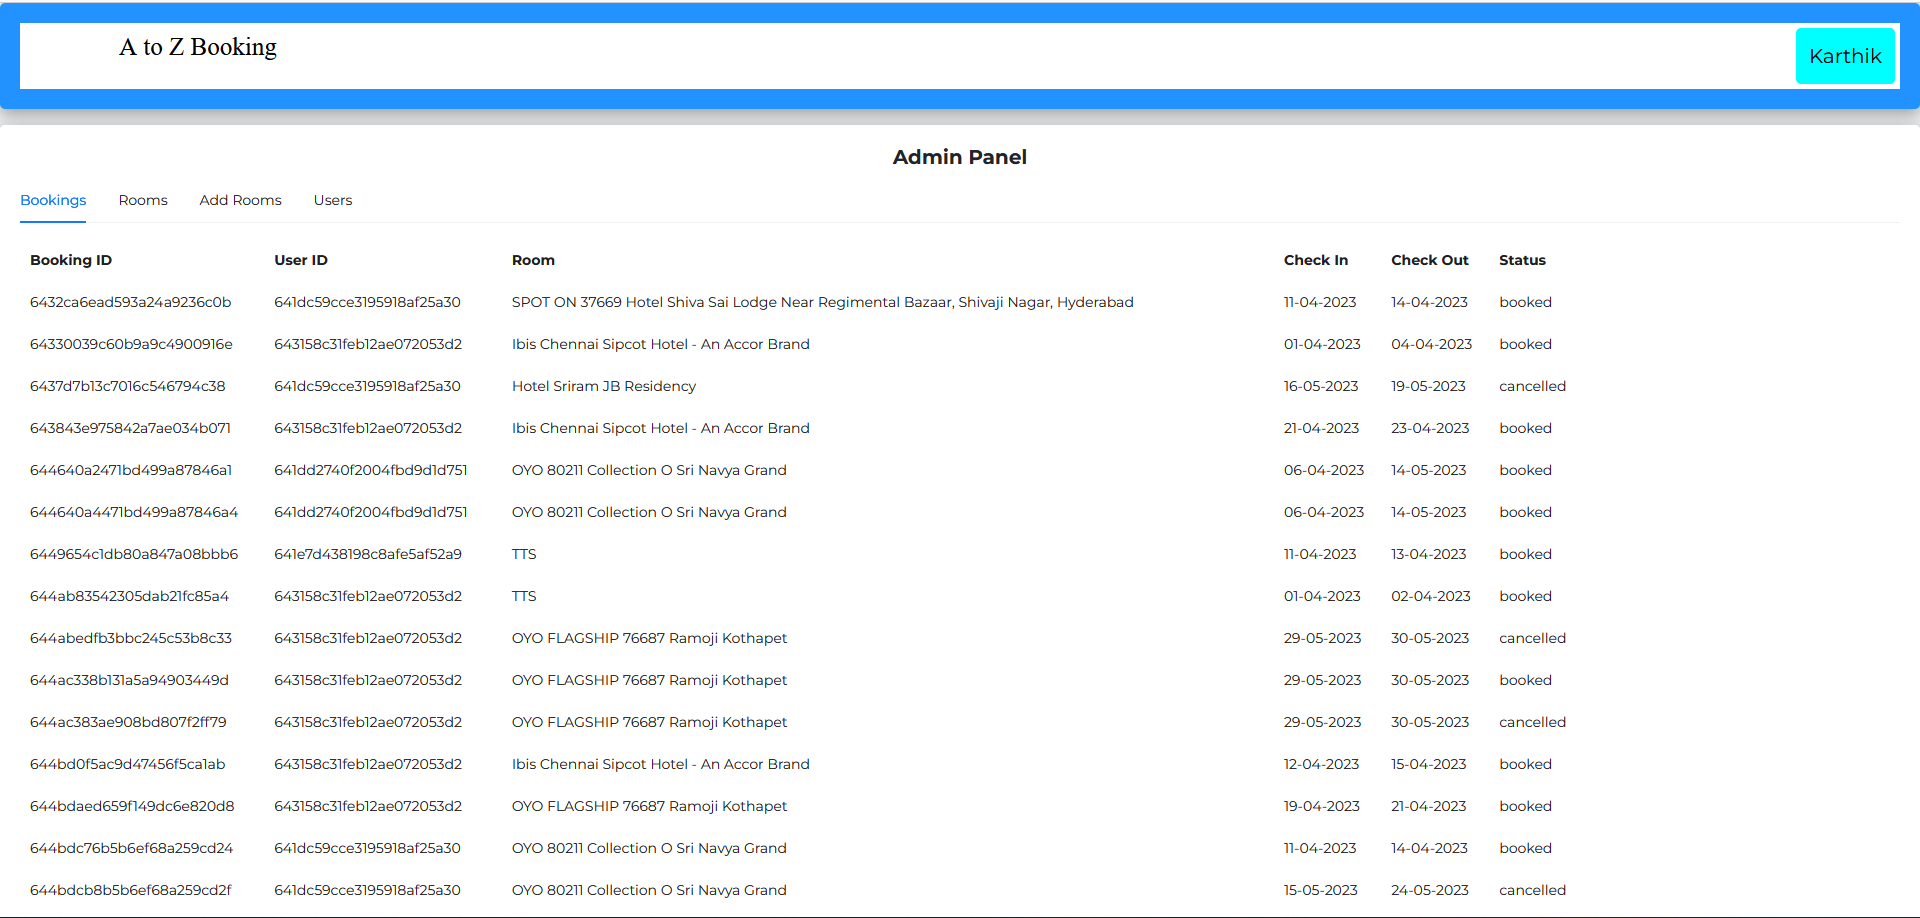 A to Z Booking
Karthik
Admin Panel
Bookings Rooms Add Rooms Users
Booking ID User ID Room Check In Check Out Status
6432ca6ead593a24a9236c0b 641dc59cce3195918af25a30 SPOT ON 37669 Hotel Shiva Sai Lodge Near Regimental Bazaar, Shivaji Nagar, Hyderabad 11-04-2023 14-04-2023 booked
64330039c60b9a9c4900916e 643158c31feb12ae072053d2 Ibis Chennai Sipcot Hotel - An Accor Brand 01-04-2023 04-04-2023 booked
6437d7b13c7016c546794c38 641dc59cce3195918af25a30 Hotel Sriram JB Residency 16-05-2023 19-05-2023 cancelled
643843e975842a7ae034b071 643158c31feb12ae072053d2 Ibis Chennai Sipcot Hotel - An Accor Brand 21-04-2023 23-04-2023 booked
644640a2471bd499a87846a1 641dd2740f2004fbd9d1d751 OYO 80211 Collection O Sri Navya Grand 06-04-2023 14-05-2023 booked
644640a4471bd499a87846a4 641dd2740f2004fbd9d1d751 OYO 80211 Collection O Sri Navya Grand 06-04-2023 14-05-2023 booked
6449654c1db80a847a08bbb6 641e7d438198c8afe5af52a9 TTS 11-04-2023 13-04-2023 booked
644ab83542305dab21fc85a4 643158c31feb12ae072053d2 TTS 01-04-2023 02-04-2023 booked
644abedfb3bbc245c53b8c33 643158c31feb12ae072053d2 OYO FLAGSHIP 76687 Ramoji Kothapet 29-05-2023 30-05-2023 cancelled
644ac338b131a5a94903449d 643158c31feb12ae072053d2 OYO FLAGSHIP 76687 Ramoji Kothapet 29-05-2023 30-05-2023 booked
644ac383ae908bd807f2ff79 643158c31feb12ae072053d2 OYO FLAGSHIP 76687 Ramoji Kothapet 29-05-2023 30-05-2023 cancelled
644bd0f5ac9d47456f5ca1ab 643158c31feb12ae072053d2 Ibis Chennai Sipcot Hotel - An Accor Brand 12-04-2023 15-04-2023 booked
644bdaed659f149dc6e820d8 643158c31feb12ae072053d2 OYO FLAGSHIP 76687 Ramoji Kothapet 19-04-2023 21-04-2023 booked
644bdc76b5b6ef68a259cd24 641dc59cce3195918af25a30 OYO 80211 Collection O Sri Navya Grand 11-04-2023 14-04-2023 booked
644bdcb8b5b6ef68a259cd2f 641dc59cce3195918af25a30 OYO 80211 Collection O Sri Navya Grand 15-05-2023 24-05-2023 cancelled